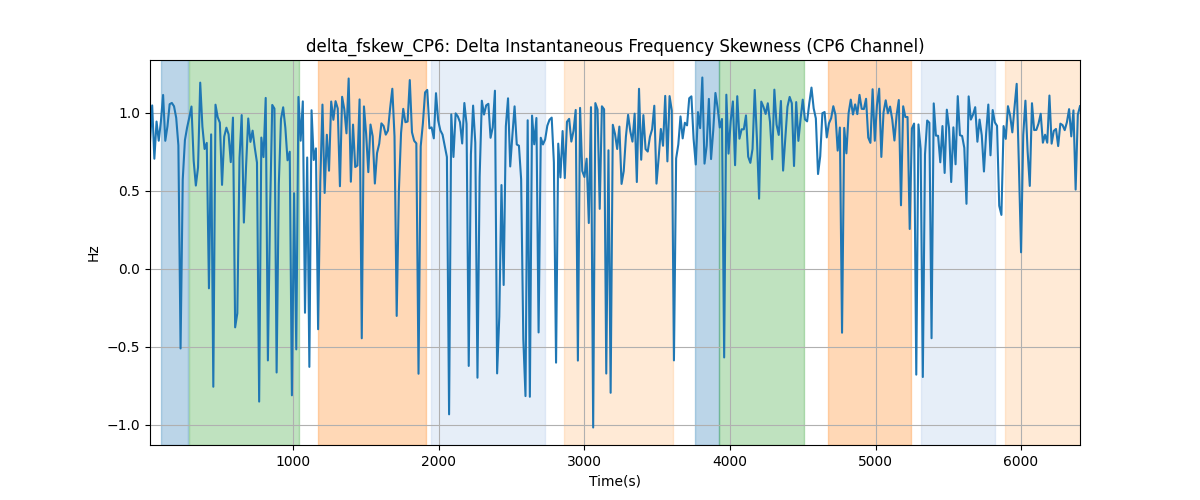 delta_fskew_CP6: Delta Instantaneous Frequency Skewness (CP6 Channel)
1.0
0.5
0.0
−0.5
−1.0
Hz
1000 2000 3000 4000 5000 6000
Time(s)